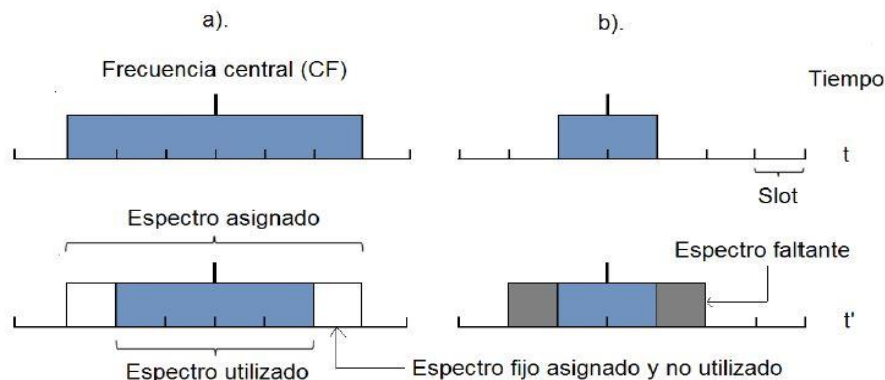 a).
b).
Frecuencia central (CF)
Tiempo
t
Slot
Espectro asignado
Espectro faltante
t'
Espectro utilizado
Espectro fijo asignado y no utilizado